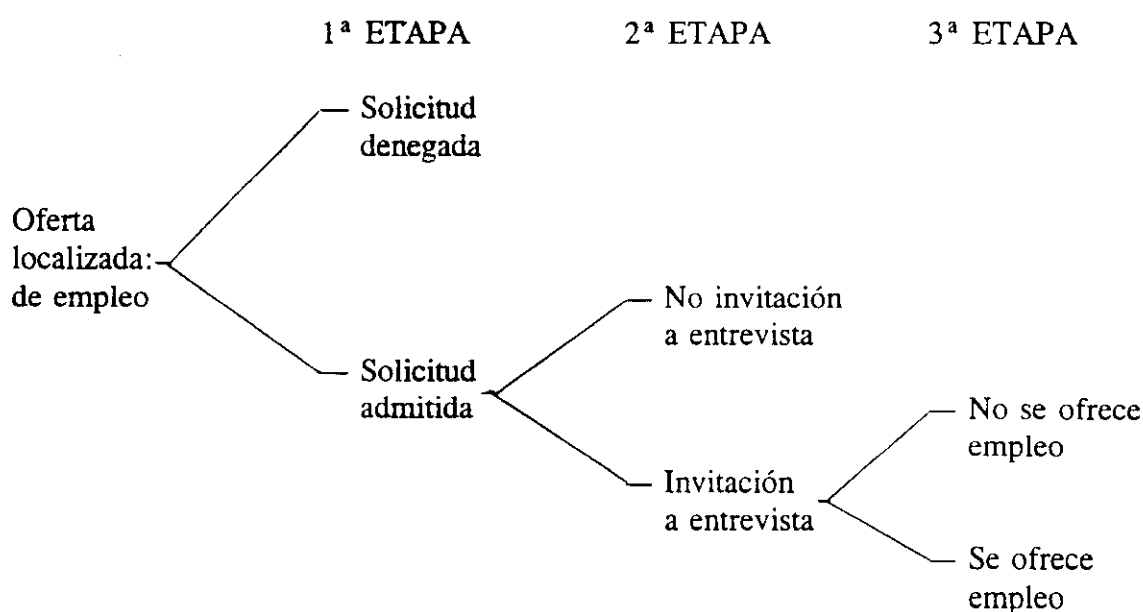 1ª ETAPA 2ª ETAPA 3ª ETAPA
Solicitud
denegada
Oferta
localizada:
de empleo
No invitación
a entrevista
Solicitud
admitida
No se ofrece
empleo
Invitación
a entrevista
Se ofrece
empleo